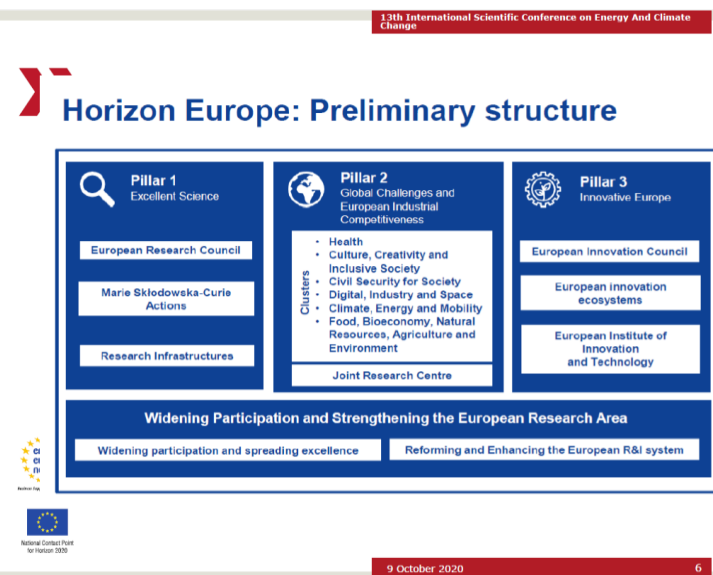 13th International Scientific Conference on Energy And Climate
Change
Horizon Europe: Preliminary structure
Pillar 1
Excellent Science
European Research Council
Marie Skłodowska-Curie
Actions
Research Infrastructures
Pillar 2
Global Challenges and
European Industrial
Competitiveness
Clusters
• Health
• Culture, Creativity and
Inclusive Society
• Civil Security for Society
• Digital, Industry and Space
• Climate, Energy and Mobility
• Food, Bioeconomy, Natural
Resources, Agriculture and
Environment
Joint Research Centre
Pillar 3
Innovative Europe
European Innovation Council
European innovation
ecosystems
European Institute of
Innovation
and Technology
Widening Participation and Strengthening the European Research Area
Widening participation and spreading excellence
Reforming and Enhancing the European R&I system
National Contact Point
for Horizon 2020
9 October 2020
6